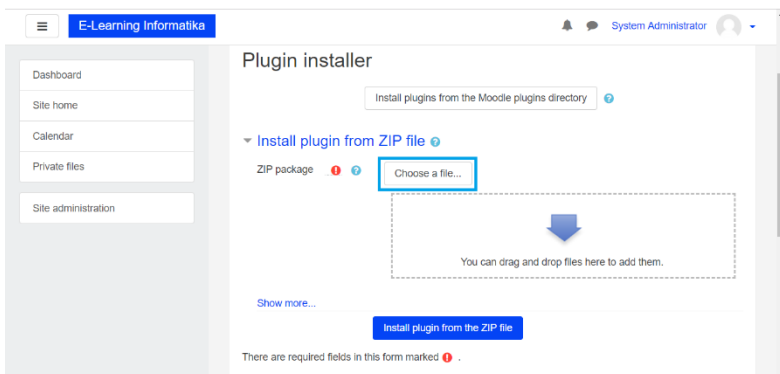 E-Learning Informatika
System Administrator
Dashboard
Site home
Calendar
Private files
Site administration
Plugin installer
Install plugins from the Moodle plugins directory
Install plugin from ZIP file
ZIP package
Choose a file...
You can drag and drop files here to add them.
Show more...
Install plugin from the ZIP file
There are required fields in this form marked .